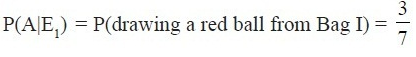 P(A|E₁) = P(drawing a red ball from Bag I) = 3/7